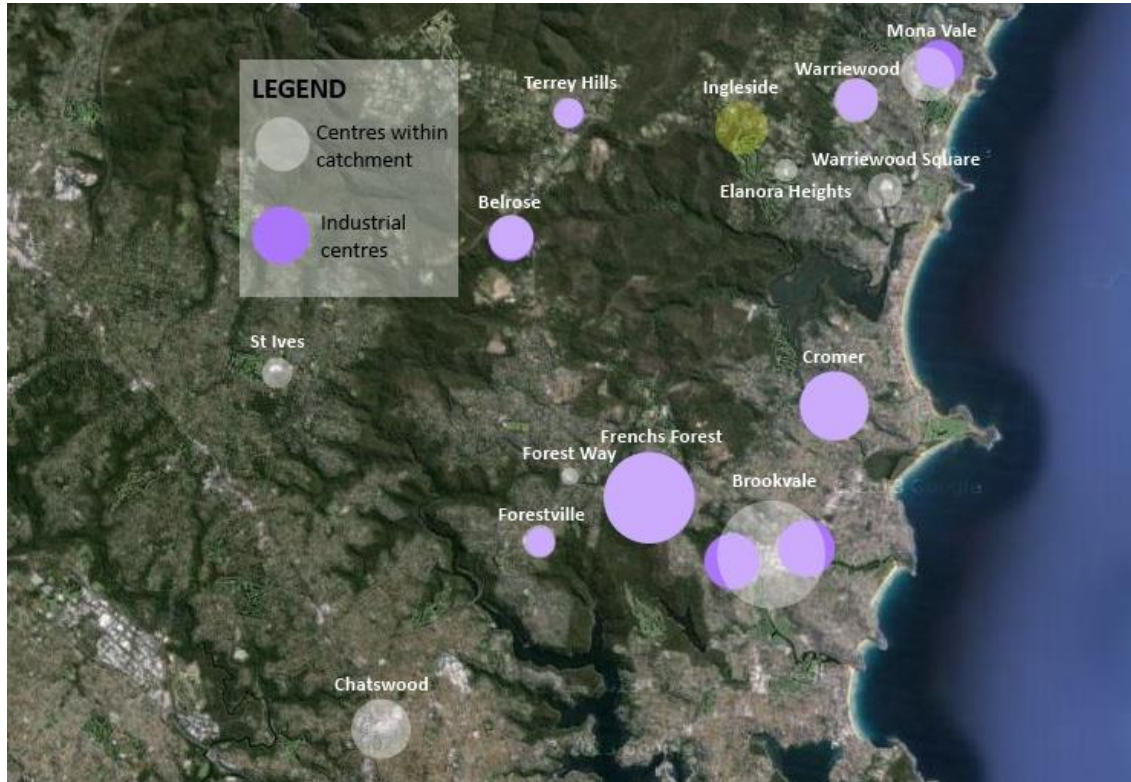 Mona Vale
Warriewood
Terrey Hills
Ingleside
LEGEND
Centres within
catchment
Industrial
centres
Warriewood Square
Elanora Heights
Belrose
St Ives
Cromer
Frenchs Forest
Forest Way
Brookvale
Google
Forestville
Chatswood